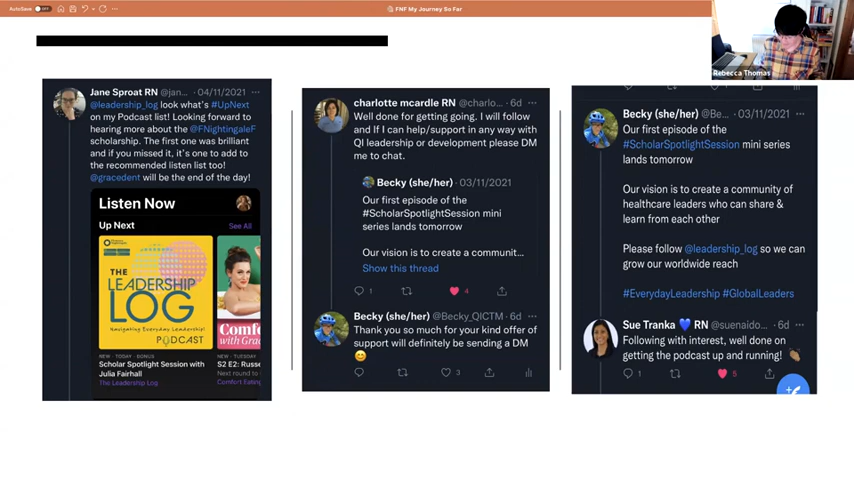 AutoSave OFF
FNF My Journey So Far
Rebecca Thomas
Jane Sproat RN @jan... · 04/11/2021 ...
@leadership_log look what's #UpNext
on my Podcast list! Looking forward to
hearing more about the @FNightingaleF
scholarship. The first one was brilliant
and if you missed it, it's one to add to
the recommended listen list too!
@gracedent will be the end of the day!
Listen Now
Up Next
See All
THE
LEADERSHIP
LOG
Navigating Everyday Leadership!
PODCAST
Comfo
with Grac
NEW · TODAY · BONUS
Scholar Spotlight Session with
Julia Fairhall
The Leadership Log
NEW · TUESDAY
S2 E2: Russe
Next round to
Comfort Eating
charlotte mcardle RN @charlo... · 6d ...
Well done for getting going. I will follow
and If I can help/support in any way with
QI leadership or development please DM
me to chat.
Becky (she/her) · 03/11/2021
Our first episode of the
#ScholarSpotlightSession mini
series lands tomorrow
Our vision is to create a communit...
Show this thread
1
4
Becky (she/her) @Becky_QICTM · 6d ...
Thank you so much for your kind offer of
support will definitely be sending a DM
😊
3
Becky (she/her) @Be... · 03/11/2021 ...
Our first episode of the
#ScholarSpotlightSession mini series
lands tomorrow
Our vision is to create a community of
healthcare leaders who can share &
learn from each other
Please follow @leadership_log so we can
grow our worldwide reach
#EverydayLeadership #GlobalLeaders
Sue Tranka 💙 RN @suenaido... · 6d ...
Following with interest, well done on
getting the podcast up and running! 👏
1
5